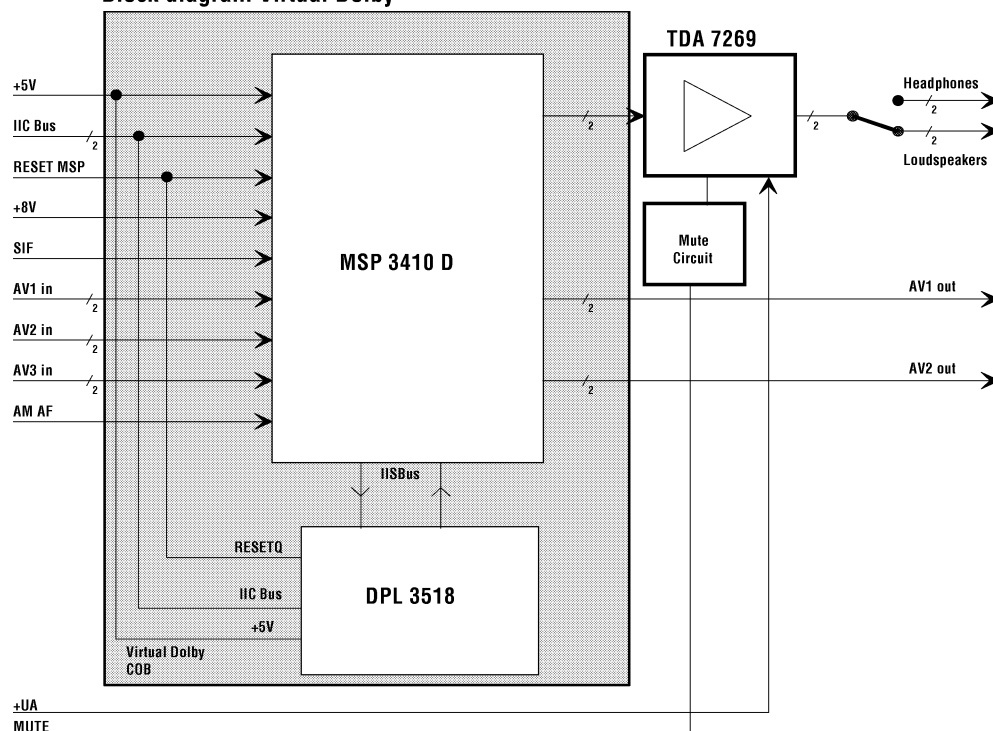 Block diagram Virtual Dolby
TDA 7269
+5V
IIC Bus
2
RESET MSP
+8V
SIF
AV1 in
2
AV2 in
2
AV3 in
2
AM AF
MSP 3410 D
2
2
Headphones
2
2
Loudspeakers
Mute
Circuit
2
AV1 out
2
AV2 out
IISBus
RESETQ
IIC Bus
+5V
DPL 3518
Virtual Dolby
COB
+UA
MUTE